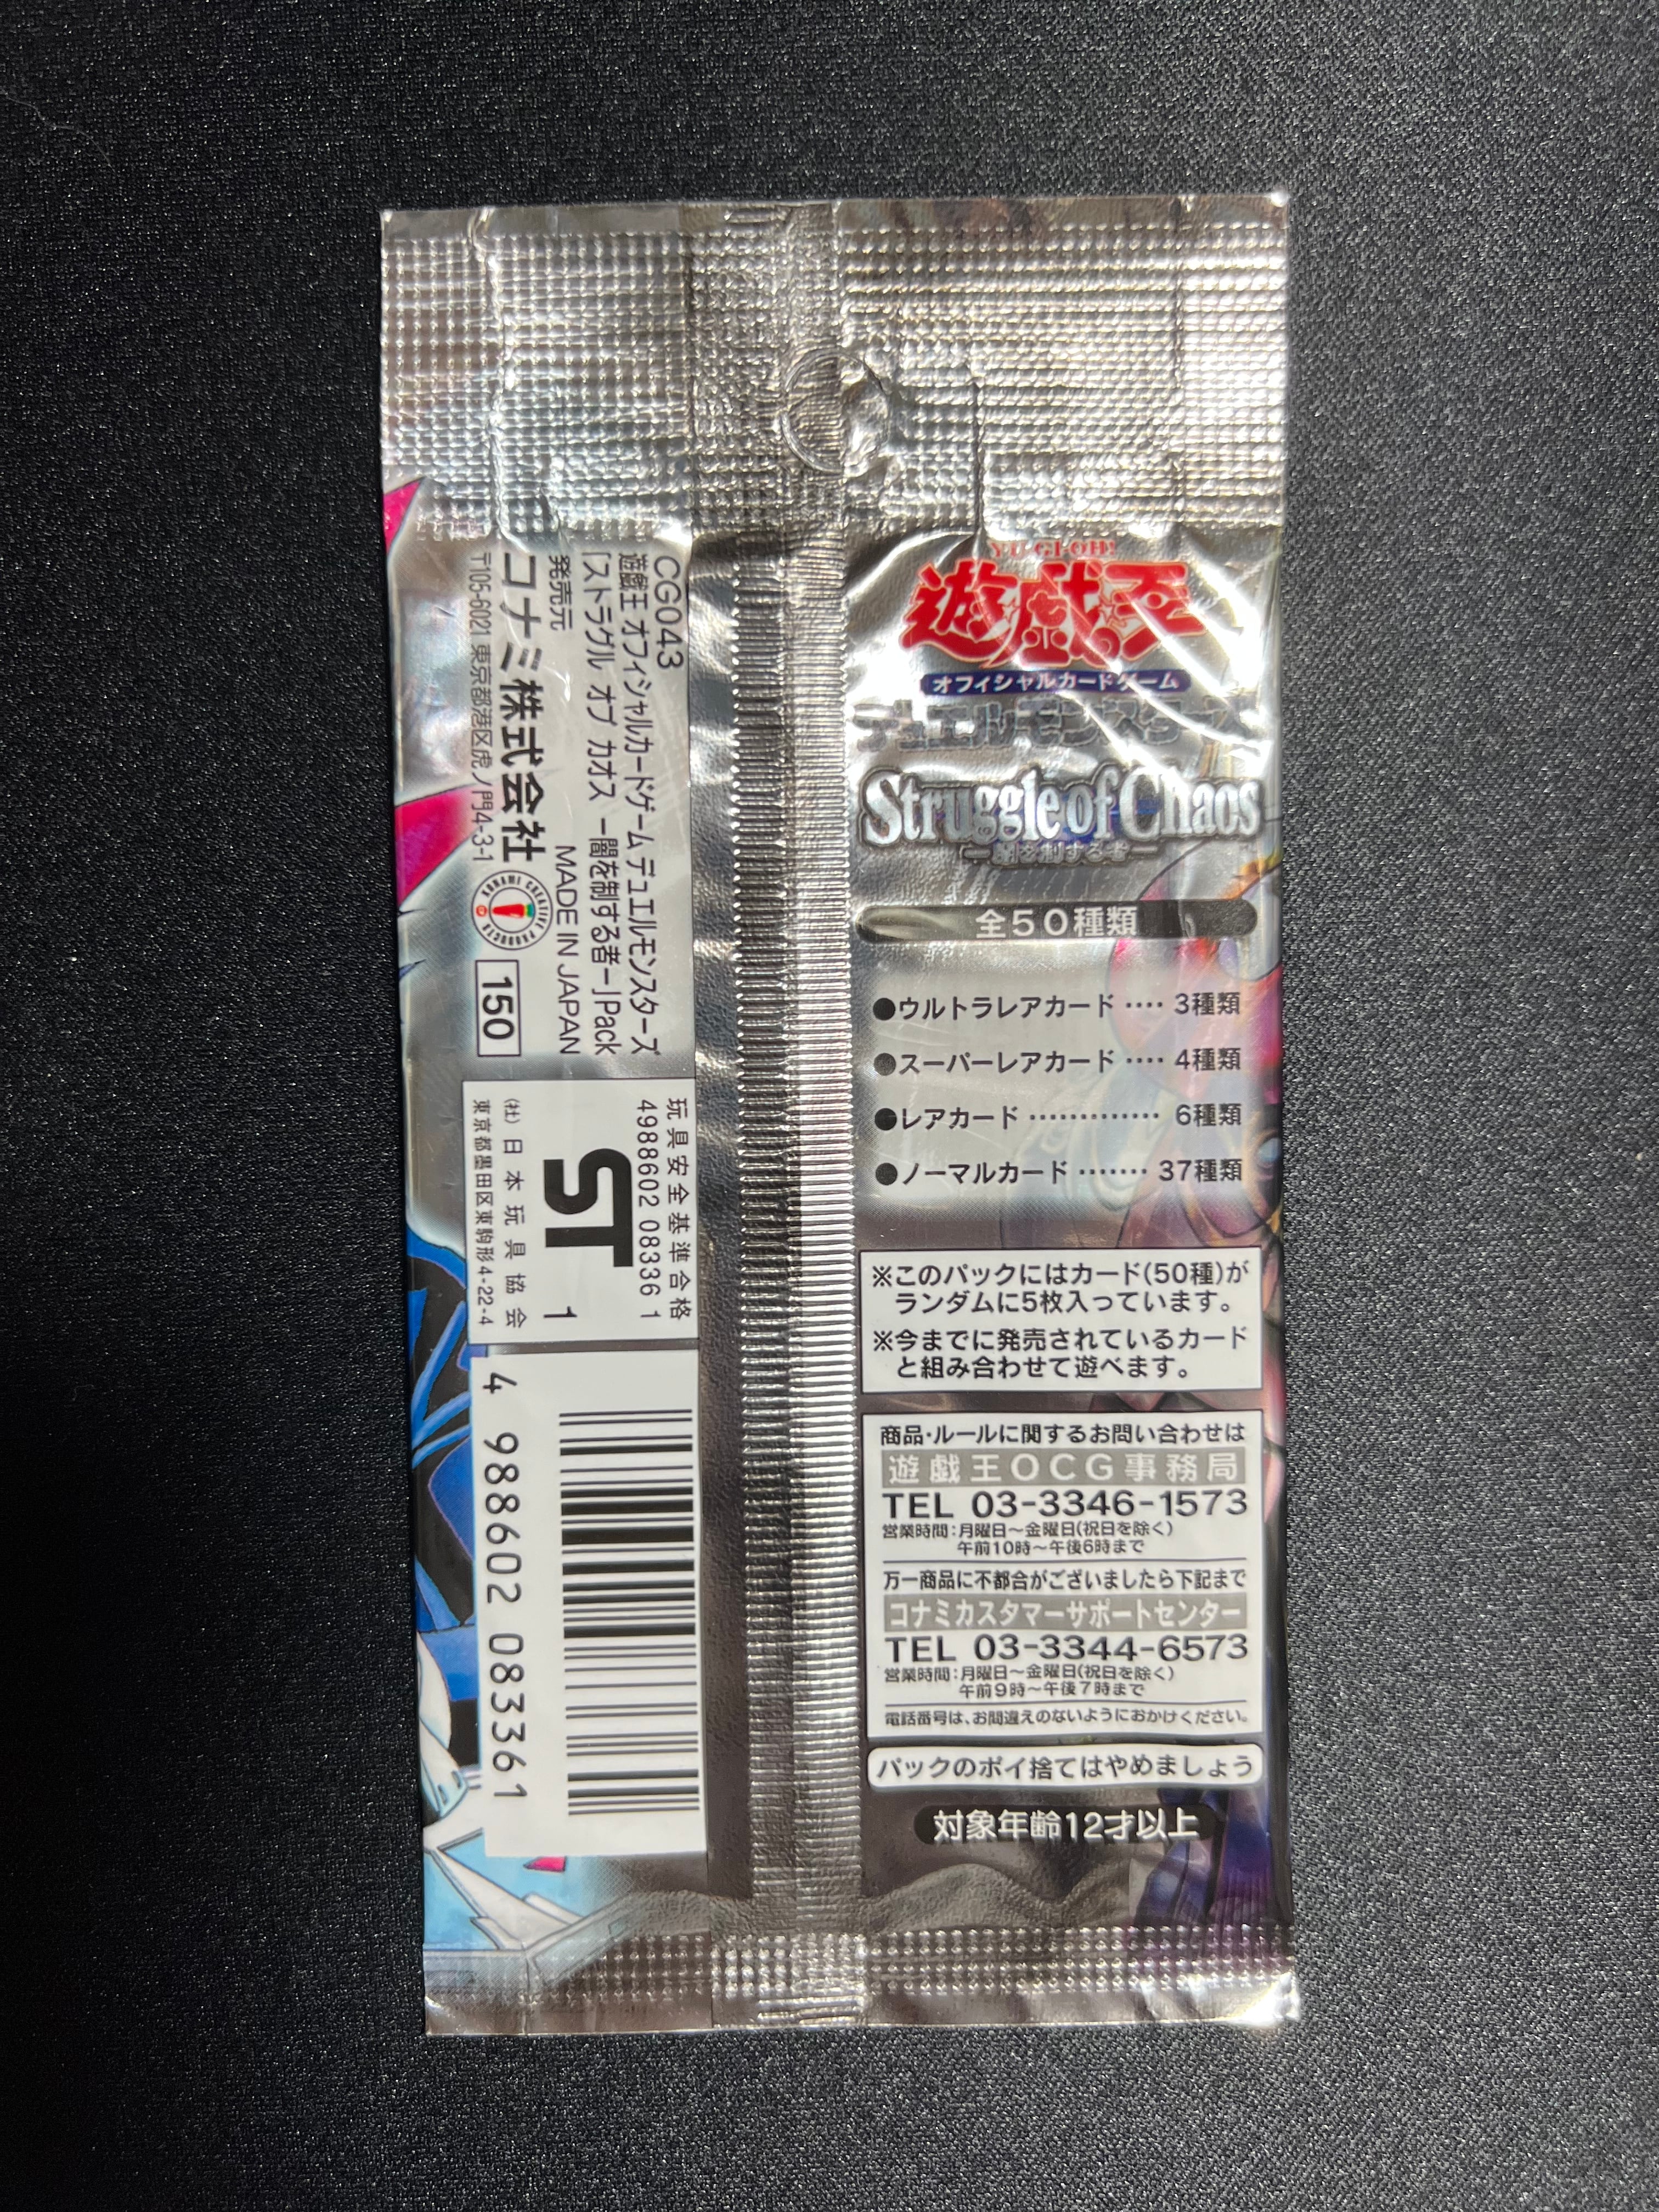 YU-GI-OH!
遊戯王
オフィシャルカードゲーム
デュエルモンスターズ
Struggle of Chaos
ー闇を制する者ー
全50種類
●ウルトラレアカード ‥‥ 3種類
●スーパーレアカード ‥‥ 4種類
●レアカード ‥‥‥‥‥‥‥ 6種類
●ノーマルカード ‥‥‥‥ 37種類
※このパックにはカード(50種)が
ランダムに5枚入っています。
※今までに発売されているカード
と組み合わせて遊べます。
商品・ルールに関するお問い合わせは
遊戯王OCG事務局
TEL 03-3346-1573
営業時間：月曜日～金曜日(祝日を除く)
午前10時～午後6時まで
万一商品に不都合がございましたら下記まで
コナミカスタマーサポートセンター
TEL 03-3344-6573
営業時間：月曜日～金曜日(祝日を除く)
午前9時～午後7時まで
電話番号は、お間違えのないようにおかけください。
パックのポイ捨てはやめましょう
対象年齢12才以上
CG043
遊戯王 オフィシャルカードゲーム デュエルモンスターズ
「ストラグル オブ カオス ー闇を制する者ー」Pack
発売元 MADE IN JAPAN
コナミ株式会社
KONAMI CREATIVE PRODUCTS
150
〒105-6021 東京都港区虎ノ門4-3-1
玩具安全基準合格
4988602 08336 1
ST 1
(社) 日本玩具協会
東京都墨田区東駒形4-22-4
4 988602 083361